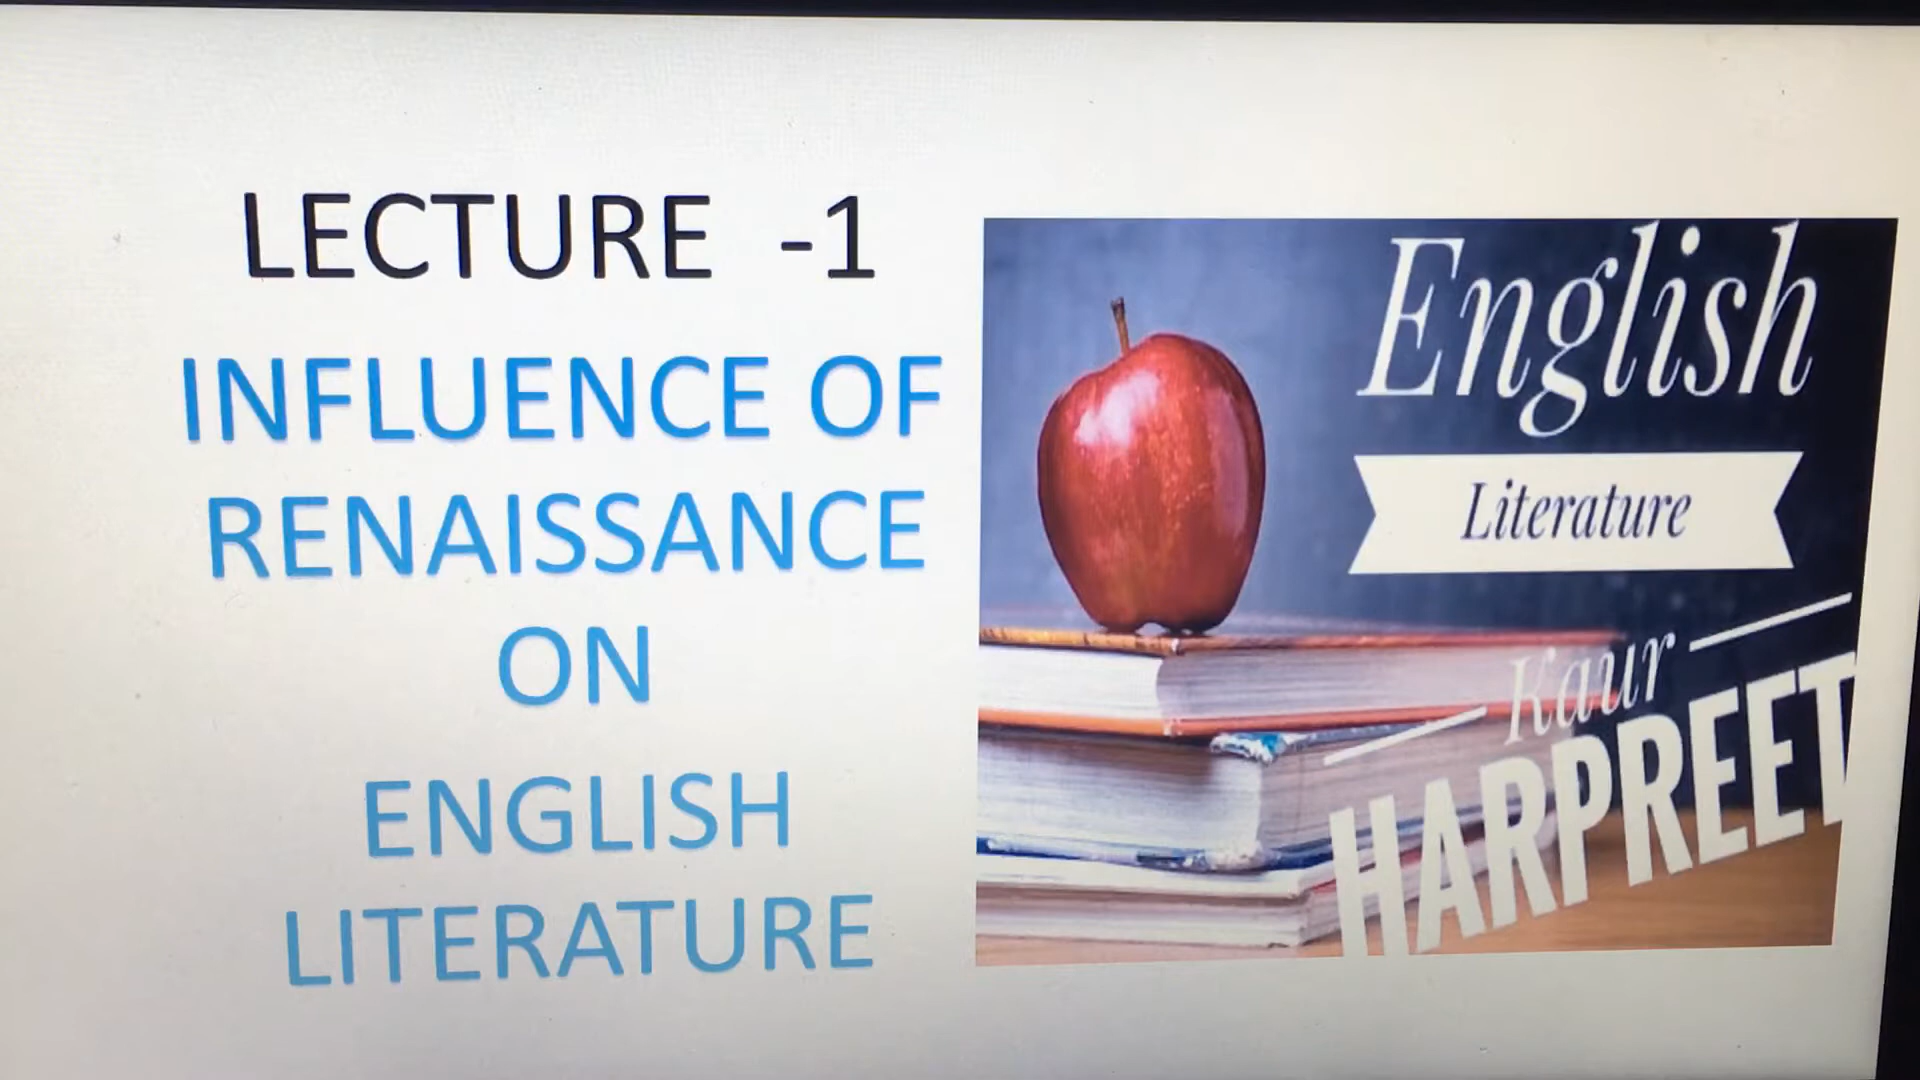 LECTURE -1
INFLUENCE OF
RENAISSANCE
ON
ENGLISH
LITERATURE
English
Literature
Kaur
HARPREET